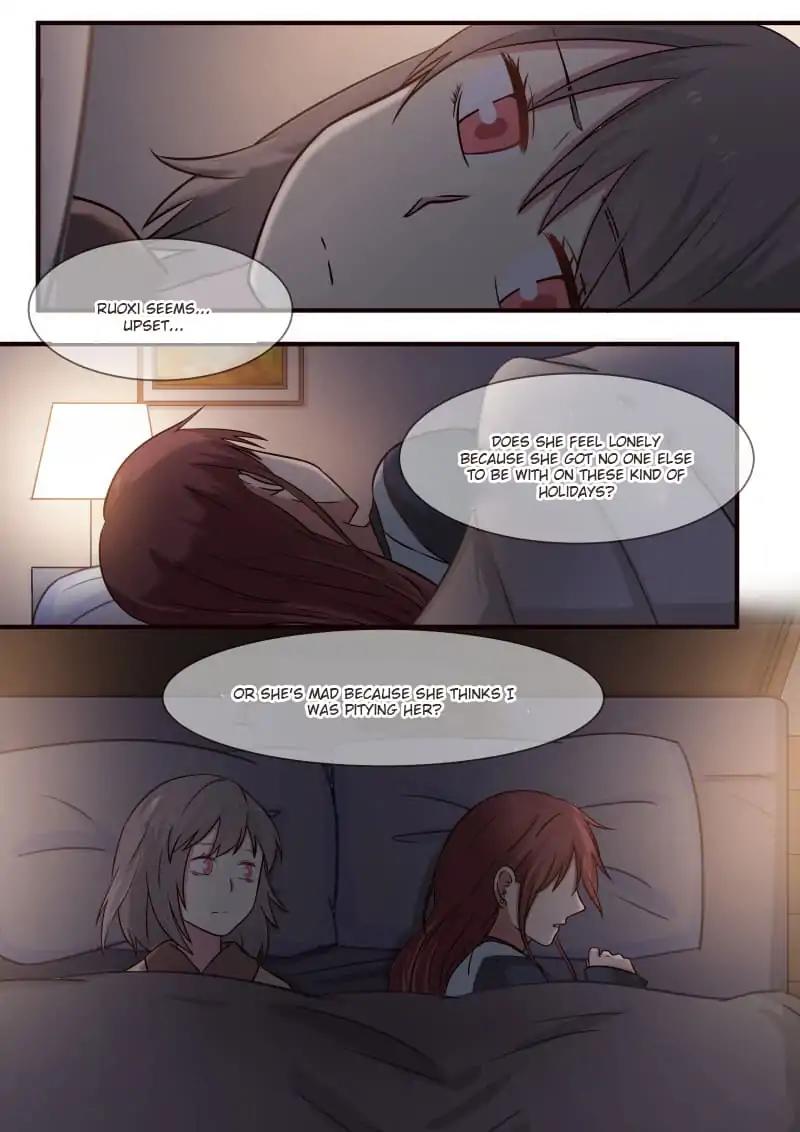 RUOXI SEEMS...
UPSET...
DOES SHE FEEL LONELY
BECAUSE SHE GOT NO ONE ELSE
TO BE WITH ON THESE KIND OF
HOLIDAYS?
OR SHE'S MAD BECAUSE SHE THINKS I
WAS PITYING HER?